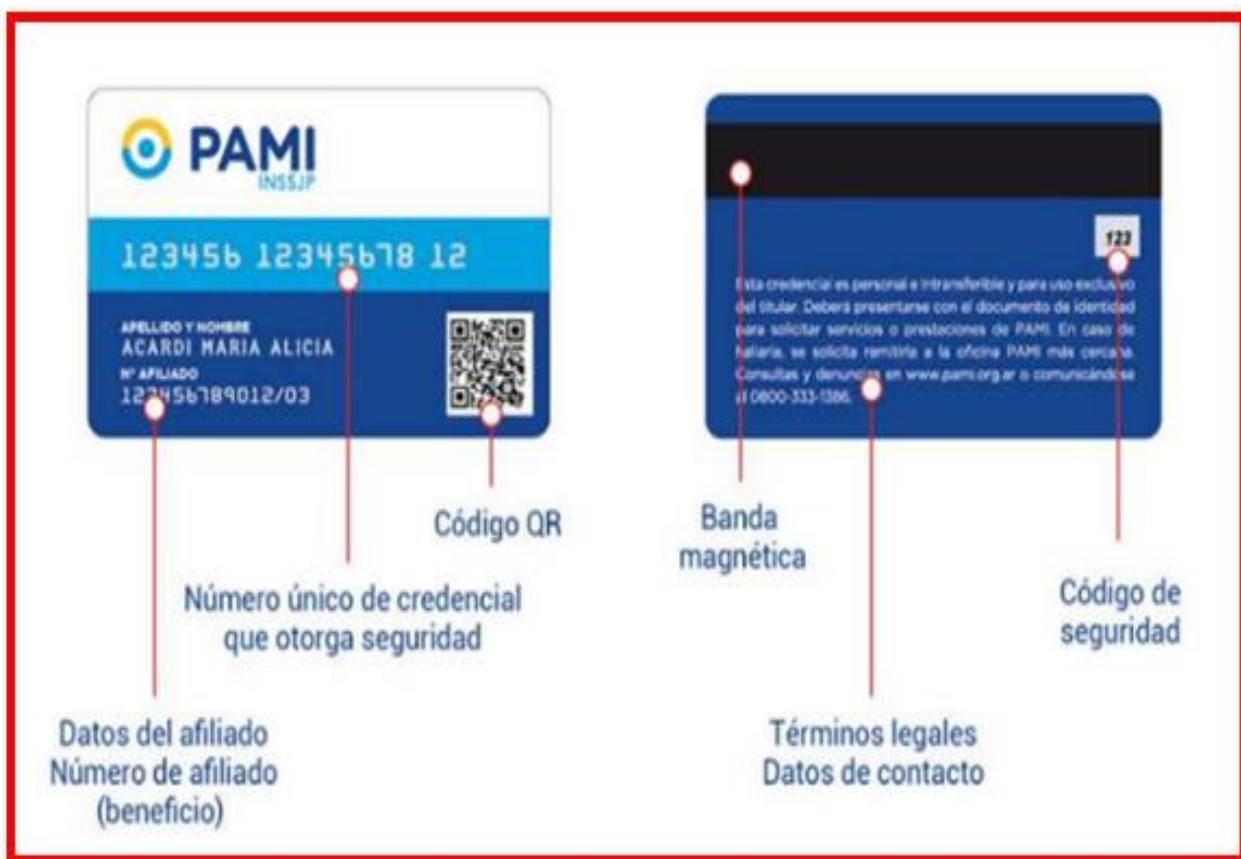 PAMI
INSSJP
123456 12345678 12
APELLIDO Y NOMBRE
ACARDI MARIA ALICIA
Nº AFILIADO
123456789012/03
Código QR
Número único de credencial
que otorga seguridad
Datos del afiliado
Número de afiliado
(beneficio)
123
Esta credencial es personal e intransferible y para uso exclusivo
del titular. Deberá presentarse con el documento de identidad
para solicitar servicios o prestaciones de PAMI. En caso de
hallarla, se solicita remitirla a la oficina PAMI más cercana.
Consultas y denuncias en www.pami.org.ar o comunicándose
al 0800-333-1386.
Banda
magnética
Código de
seguridad
Términos legales
Datos de contacto